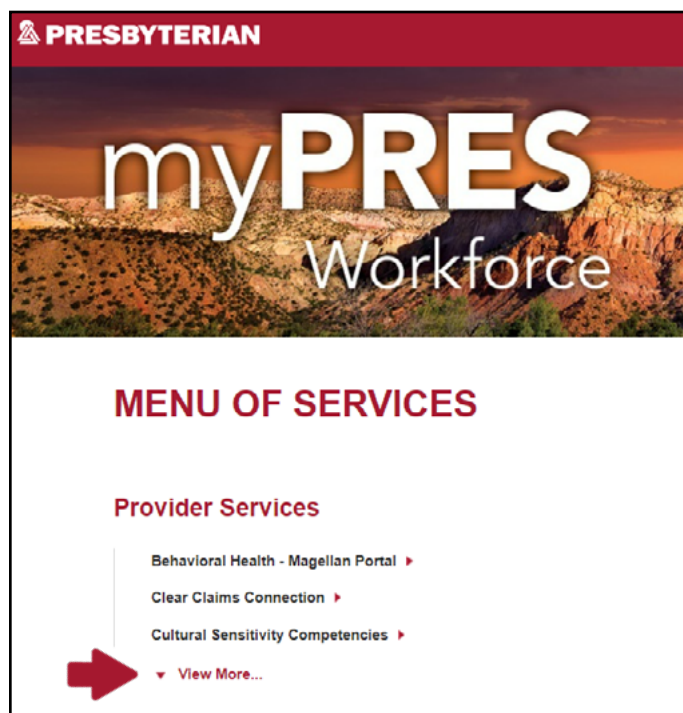 PRESBYTERIAN
myPRES
Workforce
MENU OF SERVICES
Provider Services
Behavioral Health - Magellan Portal
Clear Claims Connection
Cultural Sensitivity Competencies
View More...